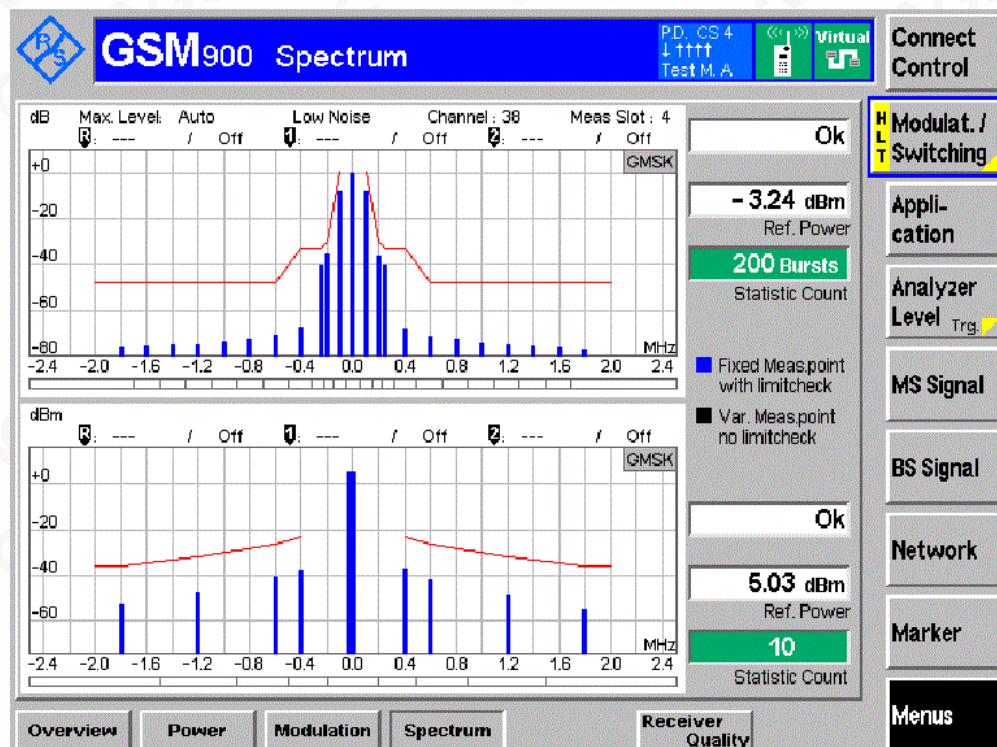 R/S
GSM900 Spectrum
P.D. CS 4
Test M. A.
Virtual
dB Max. Level: Auto Low Noise Channel : 38 Meas Slot : 4
R: --- / Off 1: --- / Off 2: --- / Off
GMSK
+0
-20
-40
-60
-80
MHz
-2.4 -2.0 -1.6 -1.2 -0.8 -0.4 0.0 0.4 0.8 1.2 1.6 2.0 2.4
dBm
R: --- / Off 1: --- / Off 2: --- / Off
GMSK
+0
-20
-40
-60
MHz
-2.4 -2.0 -1.6 -1.2 -0.8 -0.4 0.0 0.4 0.8 1.2 1.6 2.0 2.4
Ok
-3.24 dBm
Ref. Power
200 Bursts
Statistic Count
Fixed Meas.point
with limitcheck
Var. Meas.point
no limitcheck
Ok
5.03 dBm
Ref. Power
10
Statistic Count
Connect
Control
HLT
Modulat. /
Switching
Appli-
cation
Analyzer
Level Trg.
MS Signal
BS Signal
Network
Marker
Menus
Overview Power Modulation Spectrum Receiver
Quality